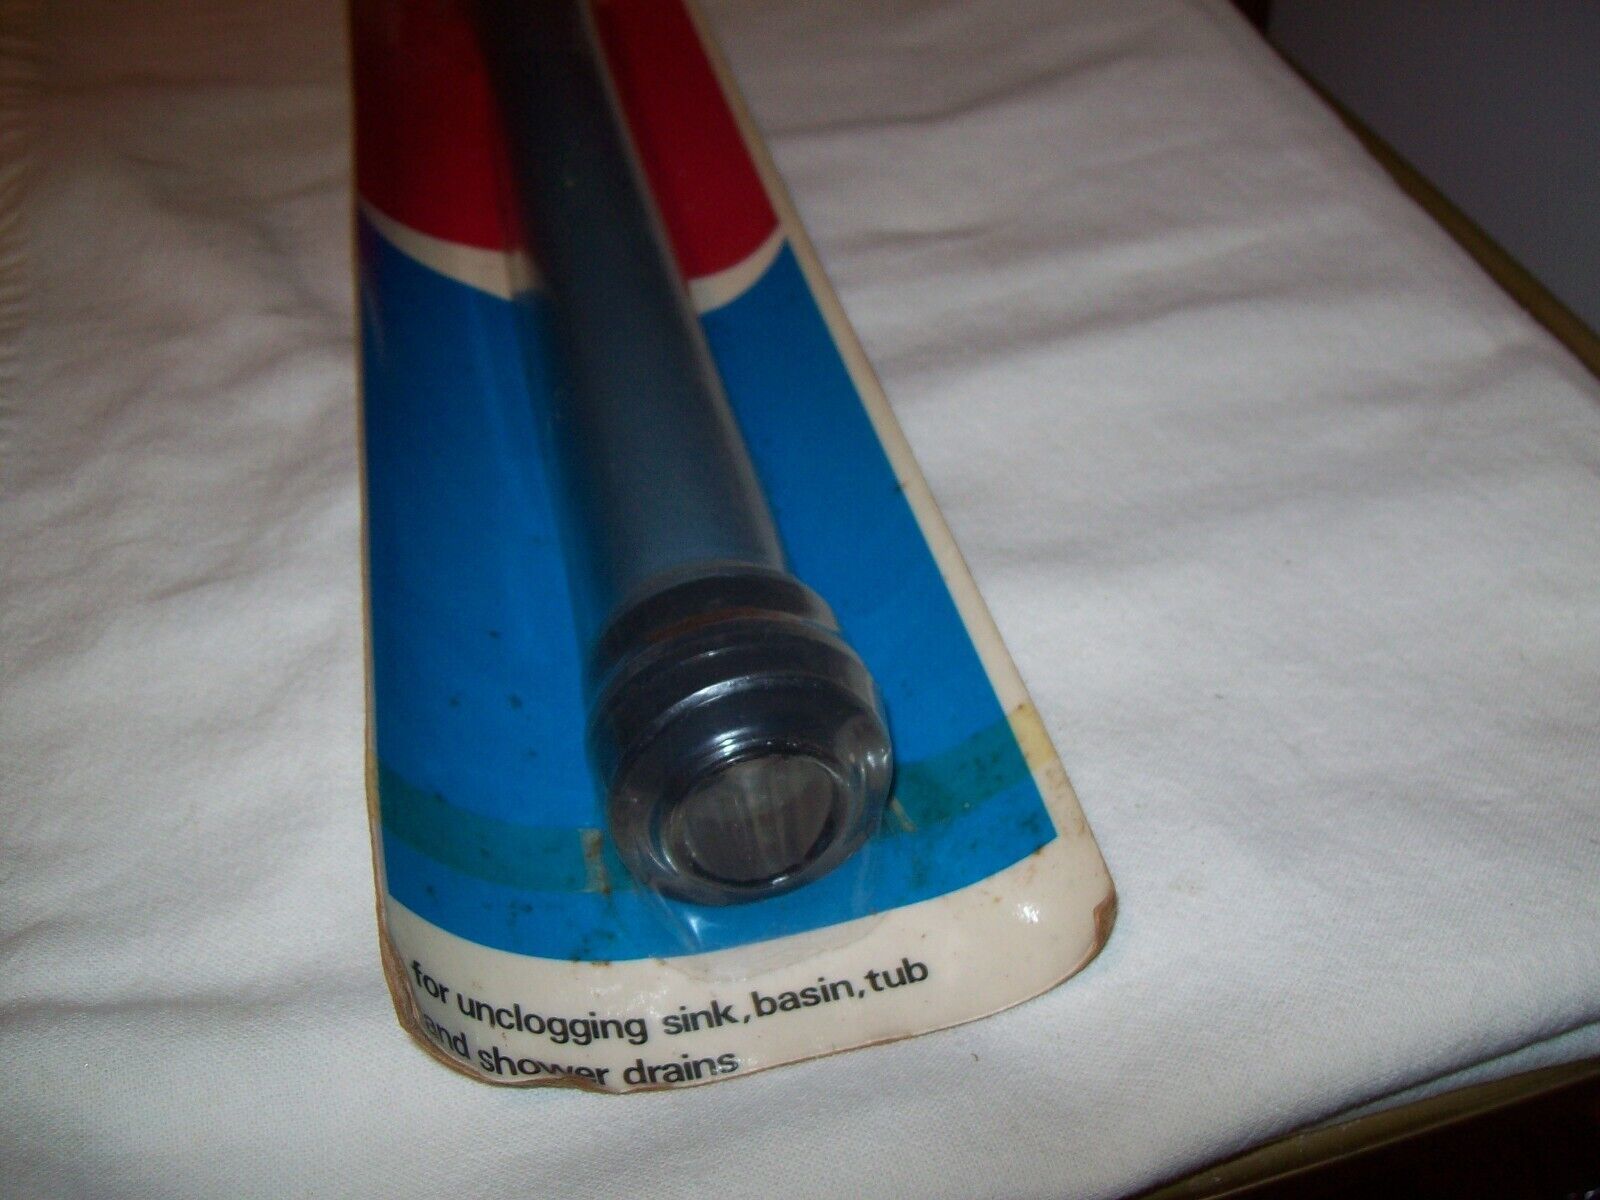 for unclogging sink, basin, tub
and shower drains